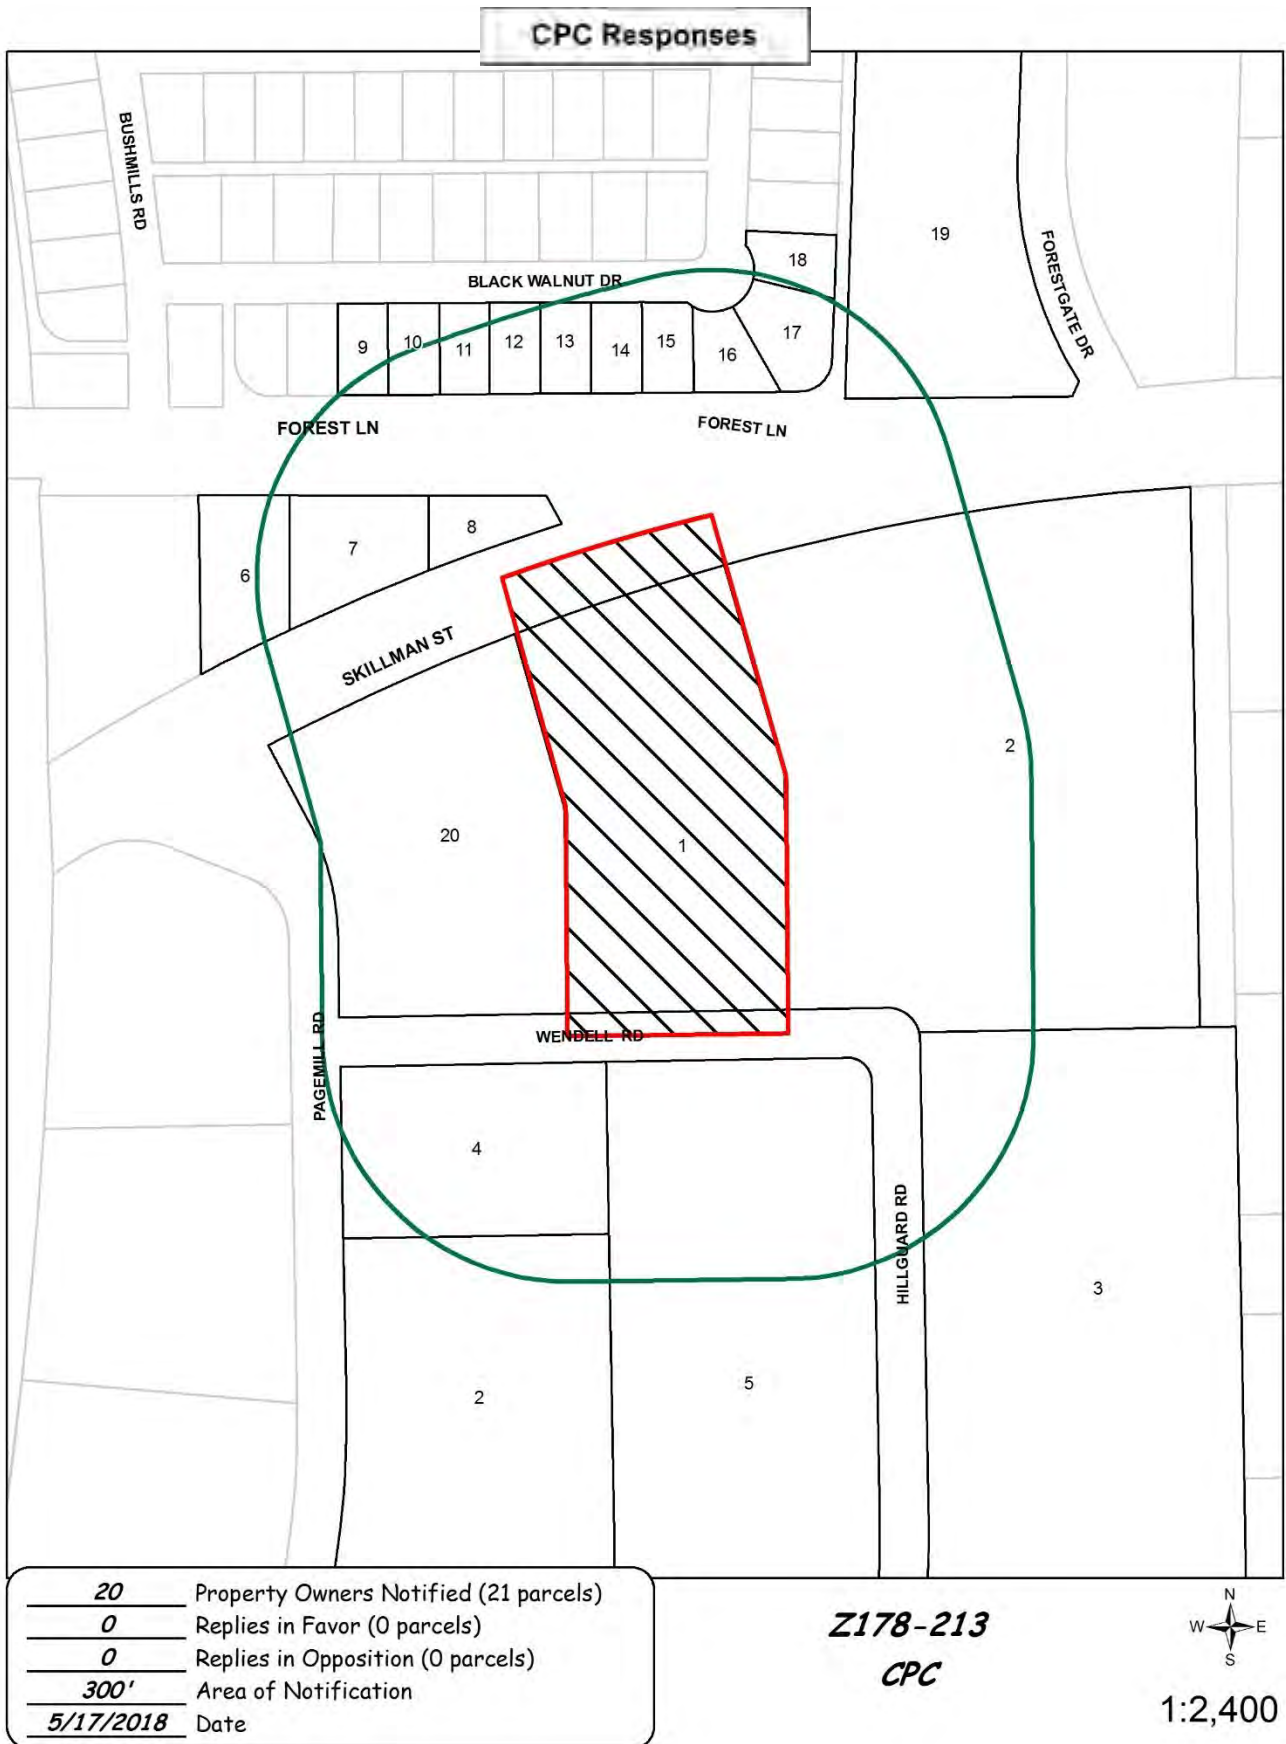 CPC Responses
BUSHMILLS RD
19
FORESTGATE DR
18
BLACK WALNUT DR
17
9
10
11
12
13
14
15
16
FOREST LN
FOREST LN
8
7
6
SKILLMAN ST
2
20
1
WENDELL RD
PAGEMILL RD
4
HILLGUARD RD
3
5
2
20 Property Owners Notified (21 parcels)
0 Replies in Favor (0 parcels)
0 Replies in Opposition (0 parcels)
300' Area of Notification
5/17/2018 Date
Z178-213
CPC
N
W E
S
1:2,400